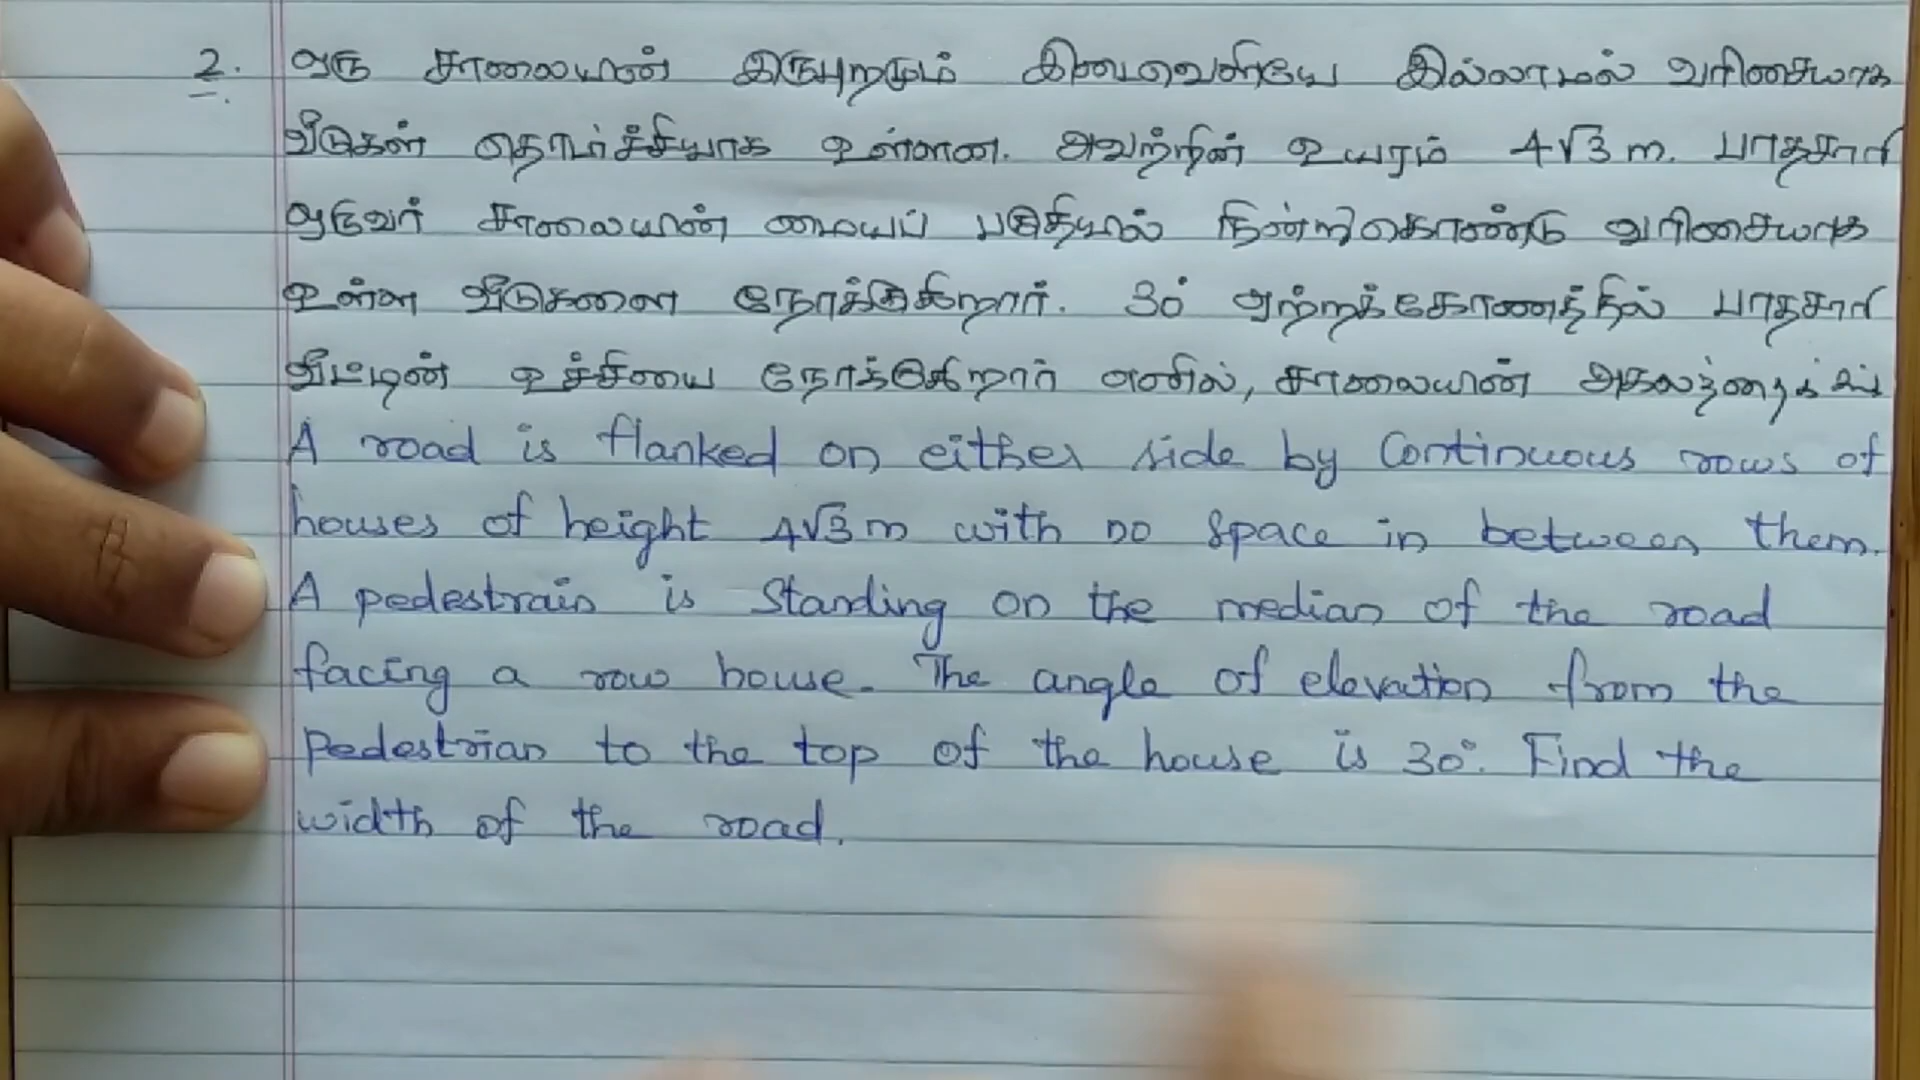 2. ஒரு சாலையின் இருபுறமும் இடைவெளியே இல்லாமல் வரிசையாக
வீடுகள் தொடர்ச்சியாக உள்ளன. அவற்றின் உயரம் 4√3 m. பாதசாரி
ஒருவர் சாலையின் மையப் பகுதியில் நின்றுகொண்டு வரிசையாக
உள்ள வீடுகளை நோக்குகிறார். 30° ஏற்றக்கோணத்தில் பாதசாரி
வீட்டின் உச்சியை நோக்குகிறார் எனில், சாலையின் அகலத்தைக்
A road is flanked on either side by Continuous rows of
houses of height 4√3 m with no space in between them.
A pedestrain is Standing on the median of the road
facing a row house. The angle of elevation from the
Pedestrian to the top of the house is 30°. Find the
width of the road.